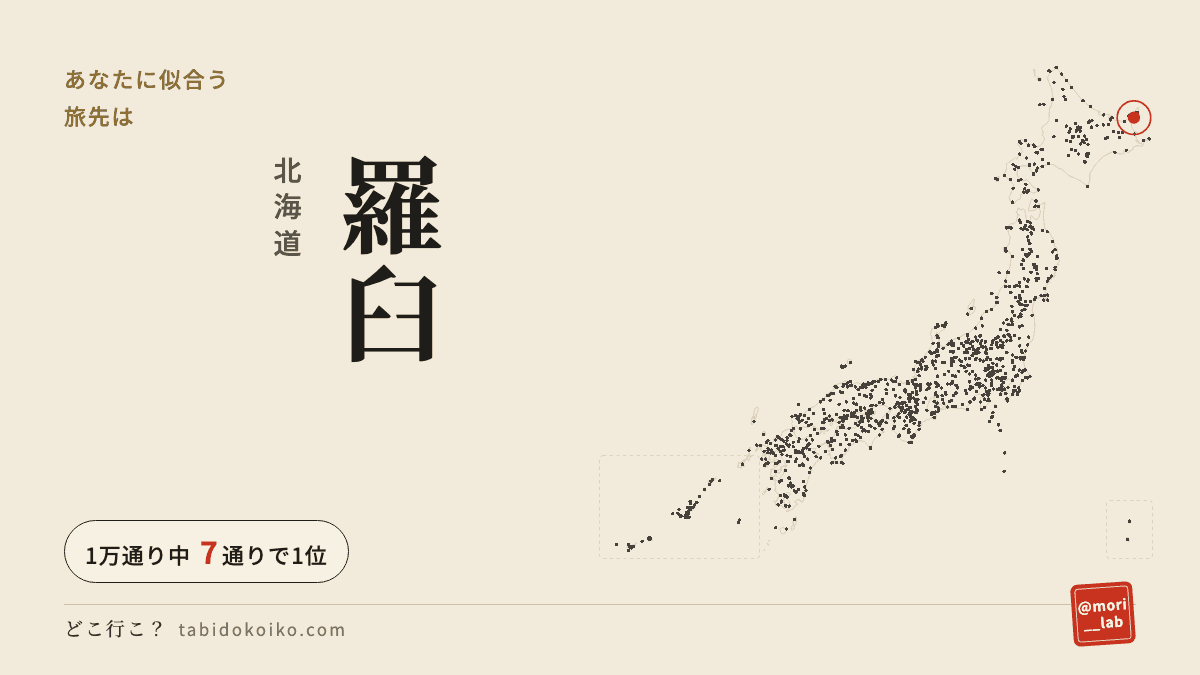 あなたに似合う
旅先は
羅臼
北海道
1万通り中 7通りで1位
どこ行こ？ tabidokoiko.com
@mori
__lab